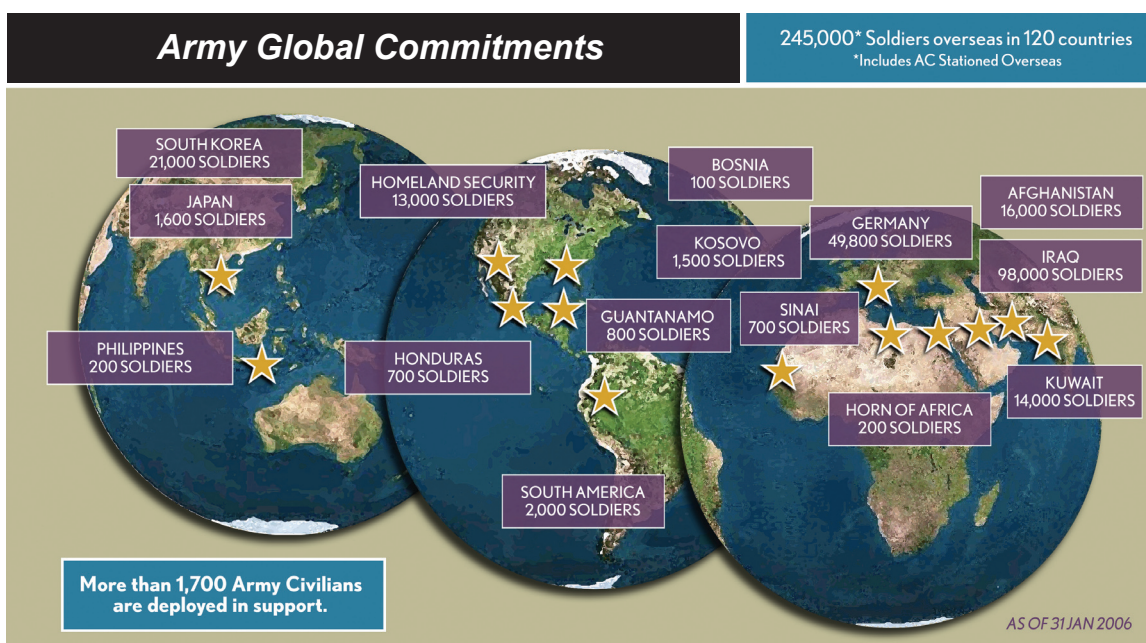 Army Global Commitments
245,000* Soldiers overseas in 120 countries
*Includes AC Stationed Overseas
SOUTH KOREA
21,000 SOLDIERS
JAPAN
1,600 SOLDIERS
PHILIPPINES
200 SOLDIERS
HOMELAND SECURITY
13,000 SOLDIERS
HONDURAS
700 SOLDIERS
GUANTANAMO
800 SOLDIERS
SOUTH AMERICA
2,000 SOLDIERS
BOSNIA
100 SOLDIERS
KOSOVO
1,500 SOLDIERS
GERMANY
49,800 SOLDIERS
SINAI
700 SOLDIERS
AFGHANISTAN
16,000 SOLDIERS
IRAQ
98,000 SOLDIERS
KUWAIT
14,000 SOLDIERS
HORN OF AFRICA
200 SOLDIERS
More than 1,700 Army Civilians
are deployed in support.
AS OF 31 JAN 2006